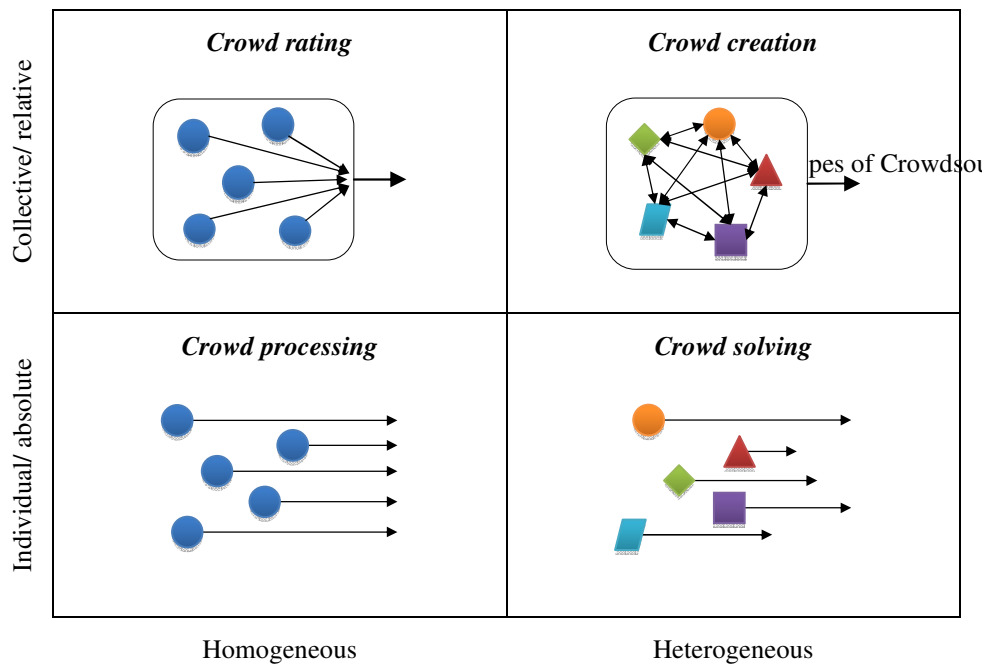 Crowd rating
Crowd creation
Collective/ relative
pes of Crowdsou
Crowd processing
Crowd solving
Individual/ absolute
Homogeneous
Heterogeneous